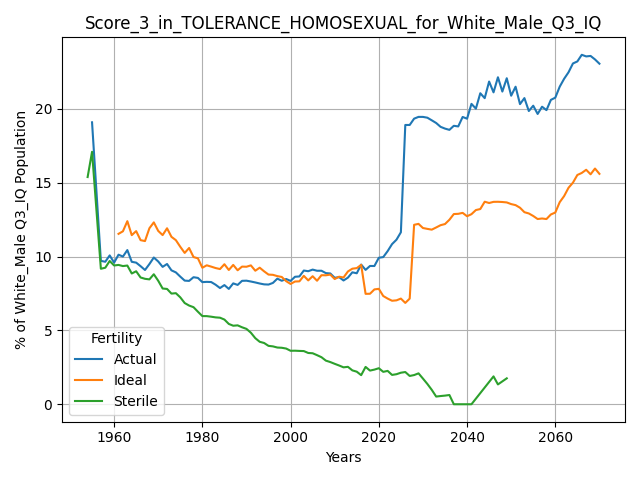 Score_3_in_TOLERANCE_HOMOSEXUAL_for_White_Male_Q3_IQ
% of White_Male Q3_IQ Population
20
15
10
5
0
Fertility
Actual
Ideal
Sterile
1960 1980 2000 2020 2040 2060
Years